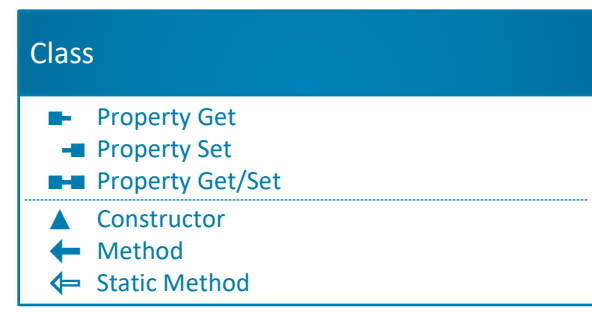 Class
Property Get
Property Set
Property Get/Set
Constructor
Method
Static Method